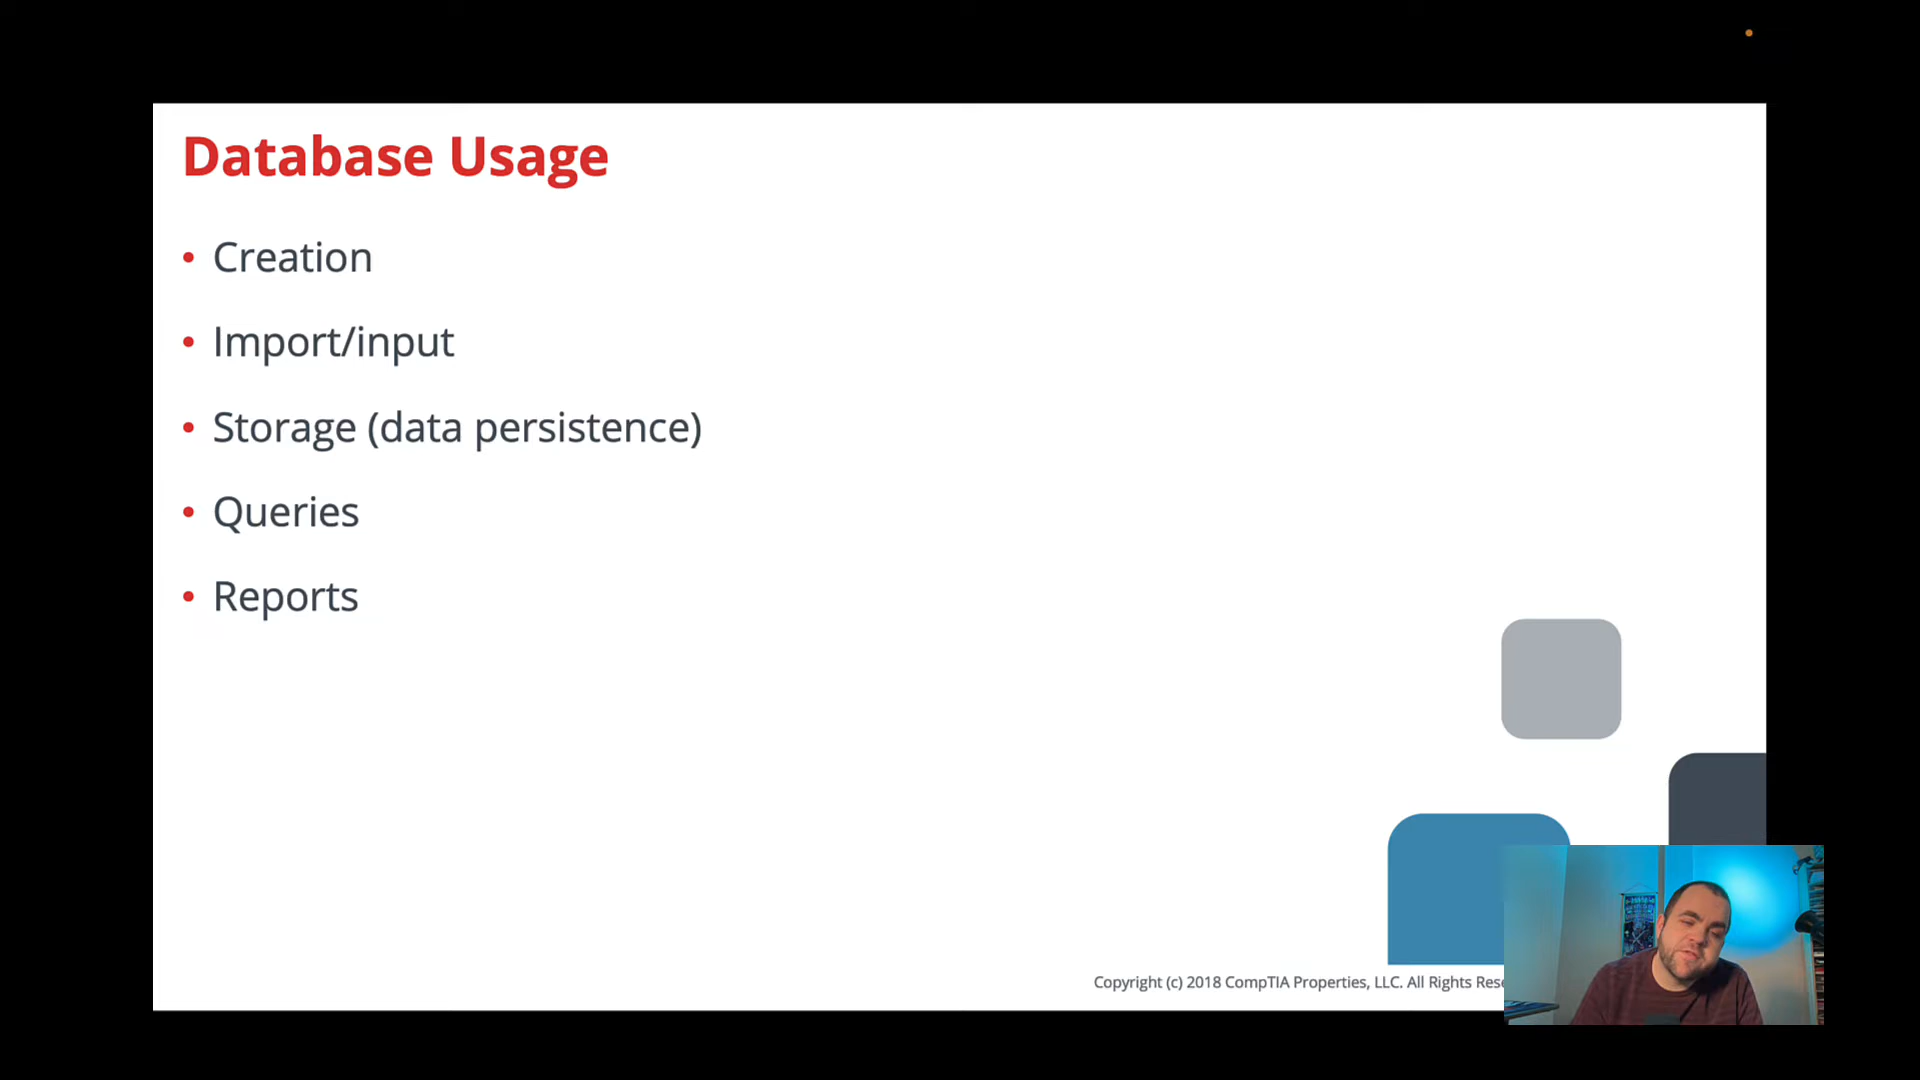 Database Usage
• Creation
• Import/input
• Storage (data persistence)
• Queries
• Reports
Copyright (c) 2018 CompTIA Properties, LLC. All Rights